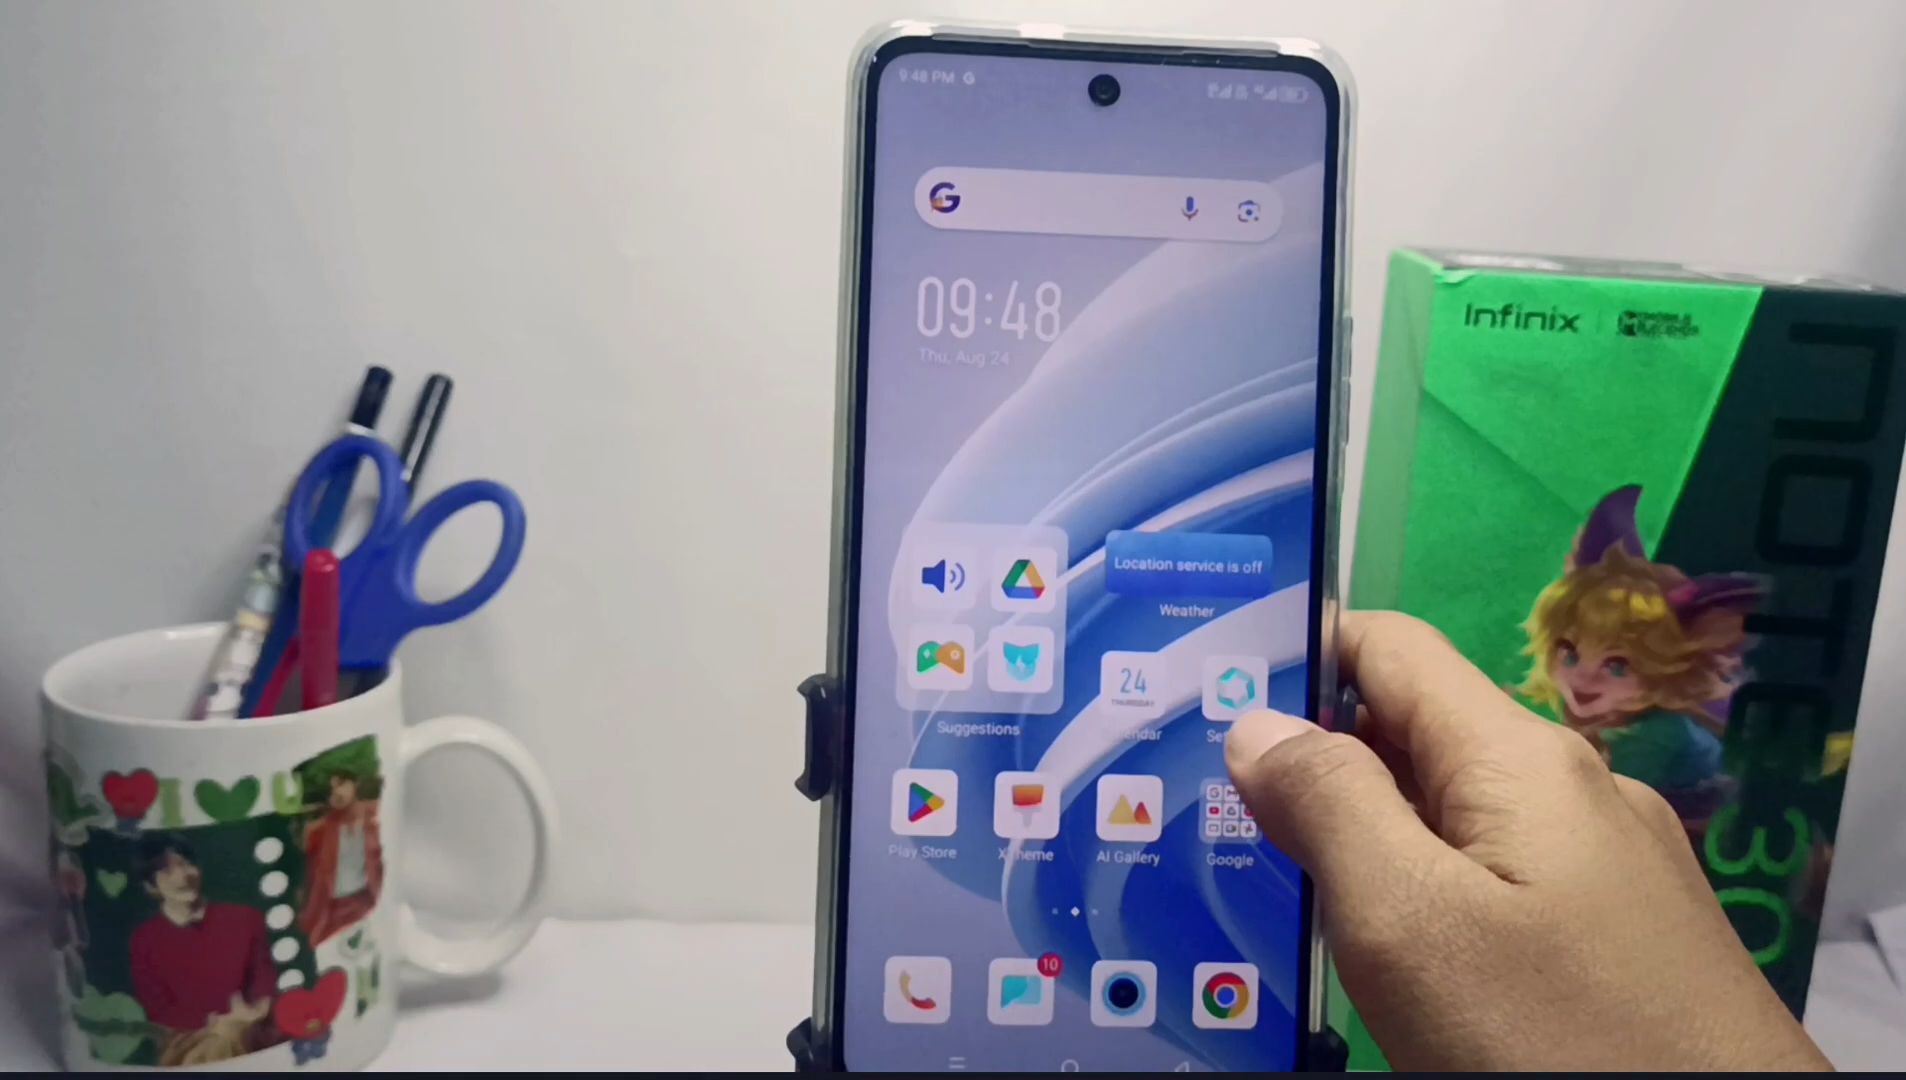 9:48 PM G
09:48
Thu, Aug 24
Location service is off
Weather
24
THURSDAY
Suggestions
Play Store
AI Gallery
Google
10
Infinix
NOTE 30
I U